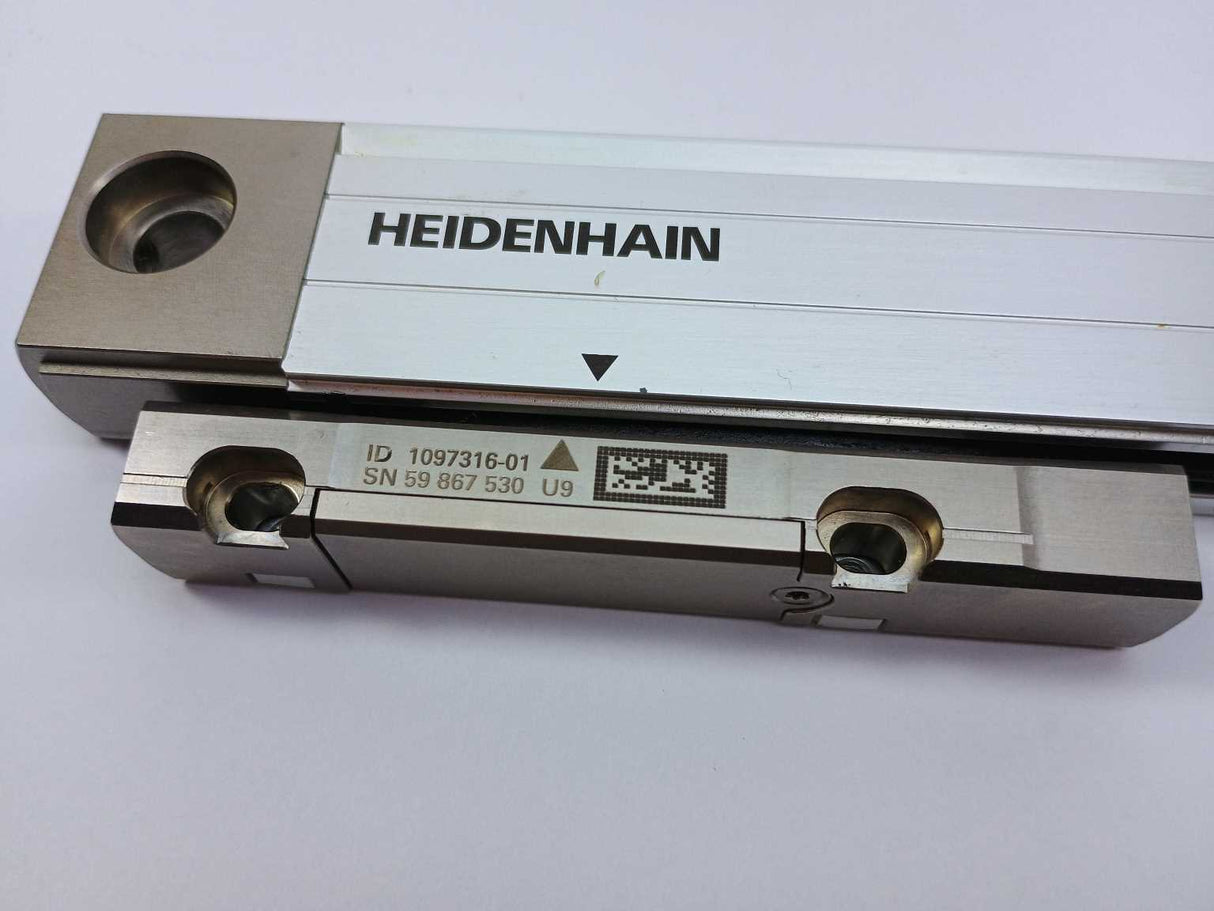 HEIDENHAIN
ID 1097316-01
SN 59 867 530 U9